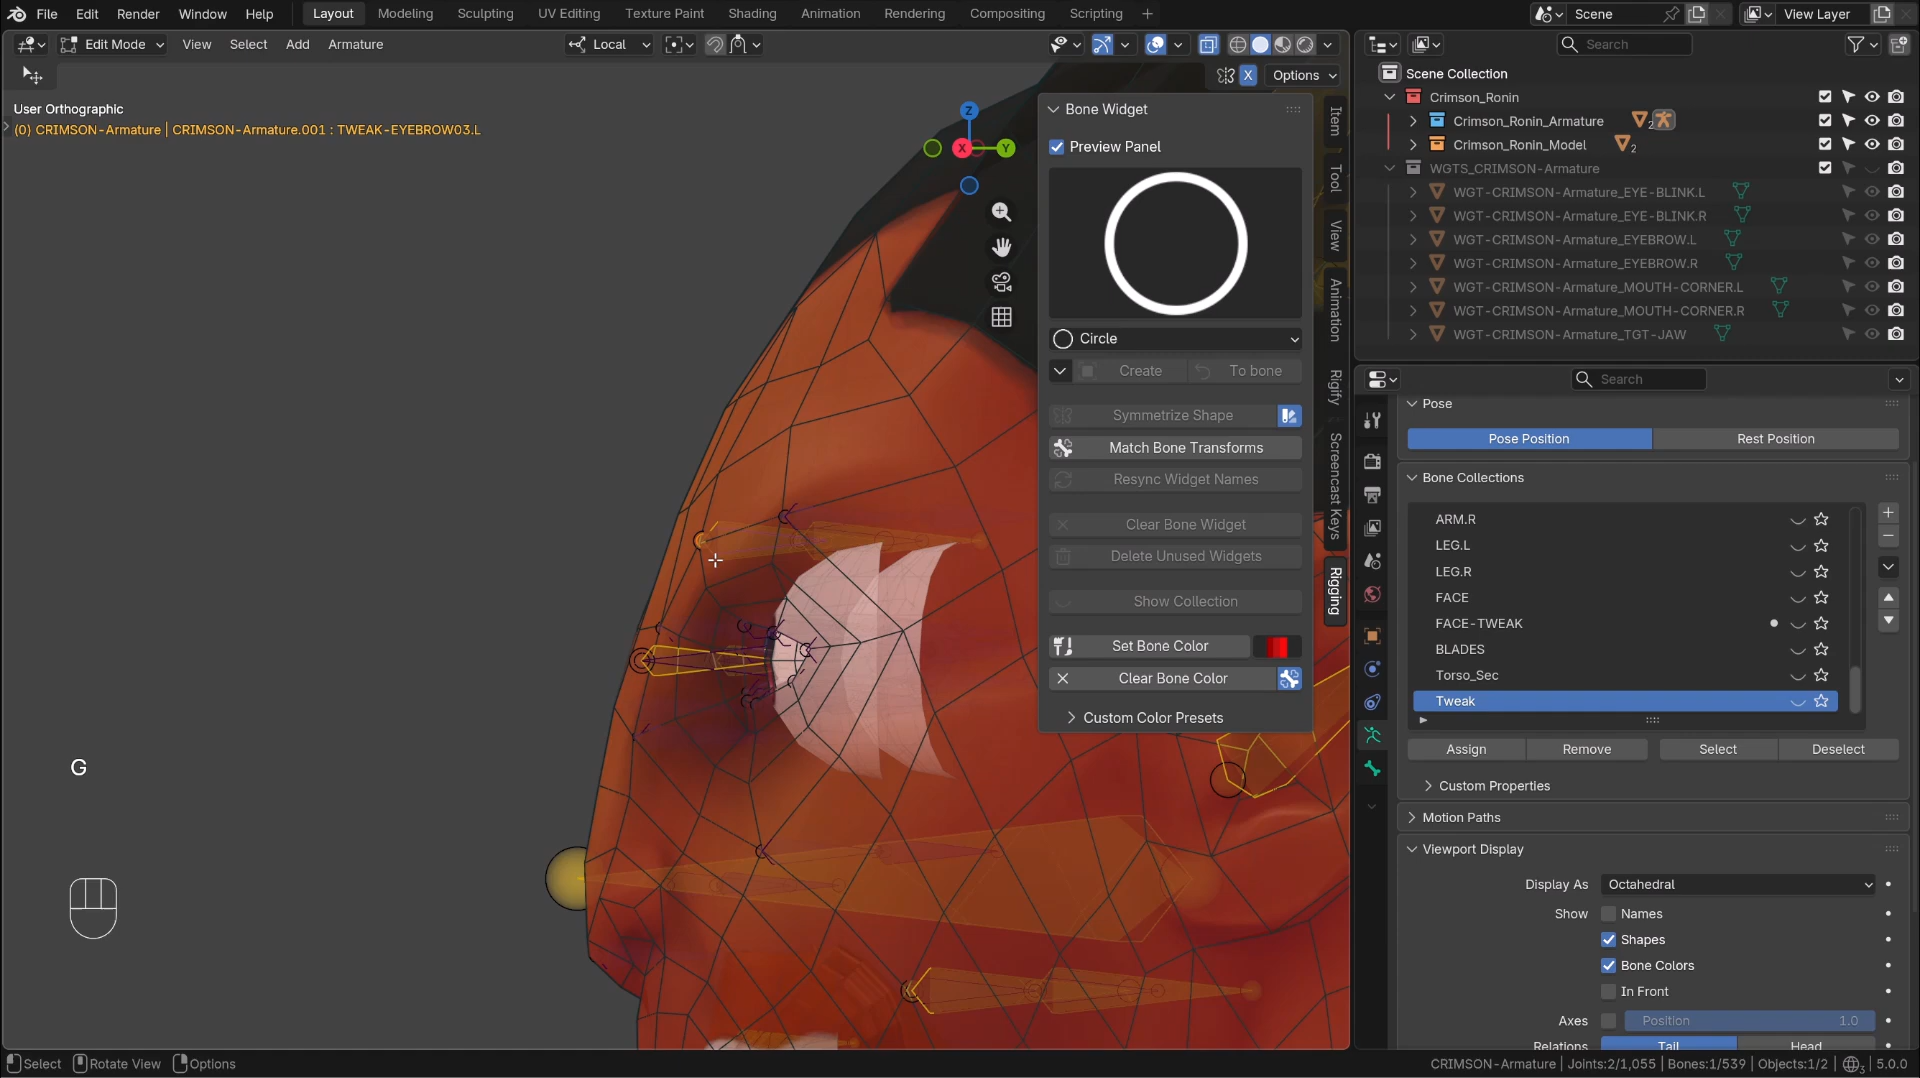 File Edit Render Window Help Layout Modeling Sculpting UV Editing Texture Paint Shading Animation Rendering Compositing Scripting + Scene View Layer
Edit Mode View Select Add Armature Local Search
X Options
User Orthographic
(0) CRIMSON-Armature | CRIMSON-Armature.001 : TWEAK-EYEBROW03.L
Z
X
Y
G
Bone Widget
Preview Panel
Circle
Create To bone
Symmetrize Shape
Match Bone Transforms
Resync Widget Names
Clear Bone Widget
Delete Unused Widgets
Show Collection
Set Bone Color
Clear Bone Color
Custom Color Presets
Item
Tool
View
Animation
Rigify
Screencast Keys
Rigging
Scene Collection
Crimson_Ronin
Crimson_Ronin_Armature 2
Crimson_Ronin_Model 2
WGTS_CRIMSON-Armature
WGT-CRIMSON-Armature_EYE-BLINK.L
WGT-CRIMSON-Armature_EYE-BLINK.R
WGT-CRIMSON-Armature_EYEBROW.L
WGT-CRIMSON-Armature_EYEBROW.R
WGT-CRIMSON-Armature_MOUTH-CORNER.L
WGT-CRIMSON-Armature_MOUTH-CORNER.R
WGT-CRIMSON-Armature_TGT-JAW
Search
Pose
Pose Position Rest Position
Bone Collections
ARM.R
LEG.L
LEG.R
FACE
FACE-TWEAK
BLADES
Torso_Sec
Tweak
Assign Remove Select Deselect
Custom Properties
Motion Paths
Viewport Display
Display As Octahedral
Show Names
Shapes
Bone Colors
In Front
Axes Position 1.0
Relations Tail Head
Select Rotate View Options CRIMSON-Armature | Joints:2/1,055 | Bones:1/539 | Objects:1/2 | 3 | 5.0.0